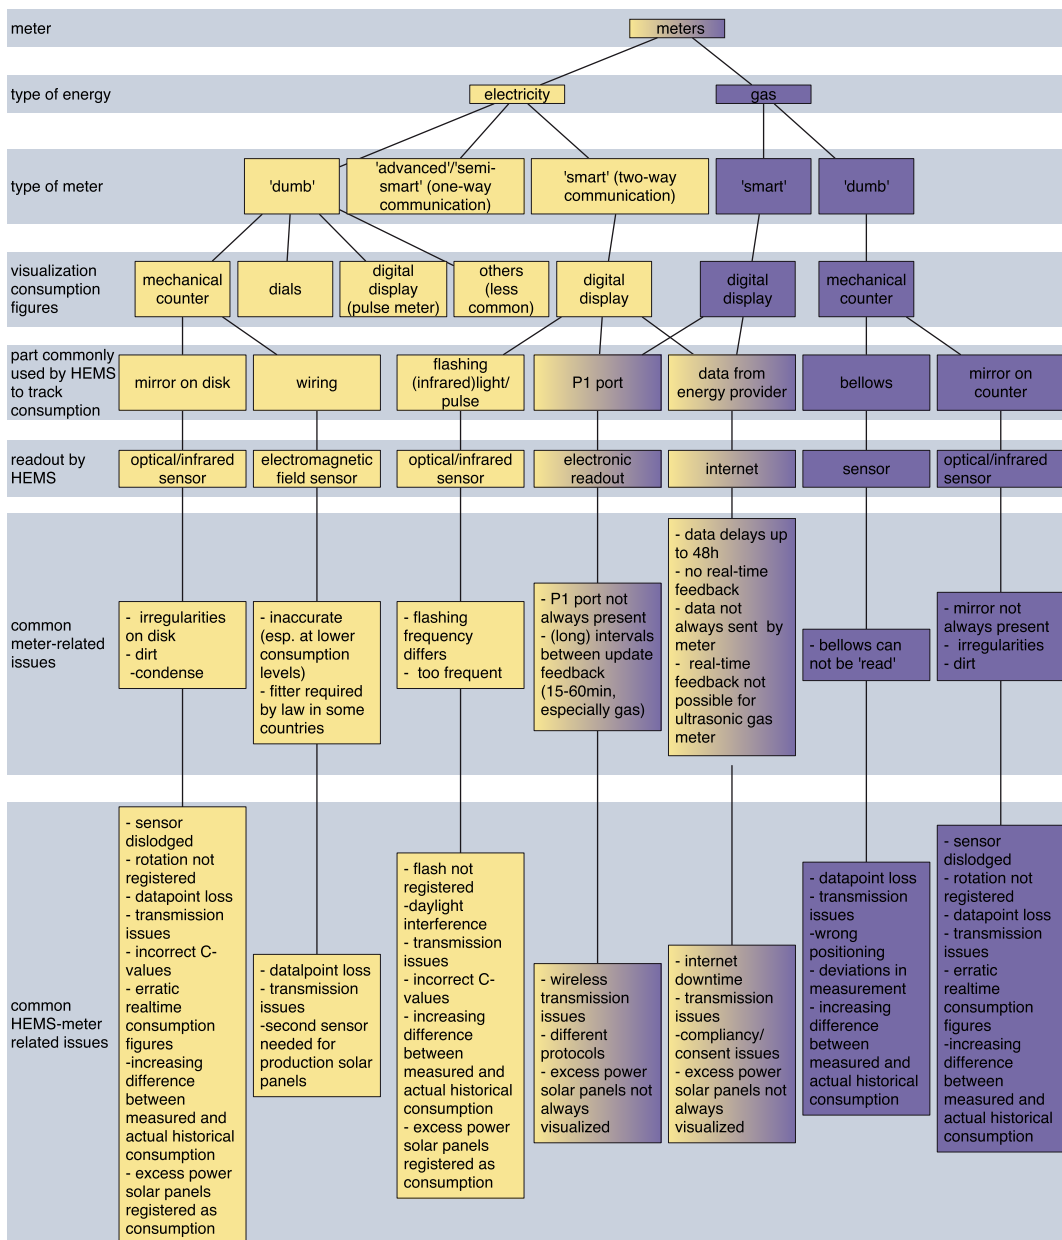 meter
meters
type of energy
electricity
gas
type of meter
'dumb'
'advanced'/'semi-
smart' (one-way
communication)
'smart' (two-way
communication)
'smart'
'dumb'
visualization
consumption
figures
mechanical
counter
dials
digital
display
(pulse meter)
others
(less
common)
digital
display
digital
display
mechanical
counter
part commonly
used by HEMS
to track
consumption
mirror on disk
wiring
flashing
(infrared)light/
pulse
P1 port
data from
energy provider
bellows
mirror on
counter
readout by
HEMS
optical/infrared
sensor
electromagnetic
field sensor
optical/infrared
sensor
electronic
readout
internet
sensor
optical/infrared
sensor
common
meter-related
issues
- irregularities
on disk
- dirt
-condense
- inaccurate
(esp. at lower
consumption
levels)
- fitter required
by law in some
countries
- flashing
frequency
differs
- too frequent
- P1 port not
always present
- (long) intervals
between update
feedback
(15-60min,
especially gas)
- data delays up
to 48h
- no real-time
feedback
- data not
always sent by
meter
- real-time
feedback not
possible for
ultrasonic gas
meter
- bellows can
not be 'read'
- mirror not
always present
- irregularities
- dirt
common
HEMS-meter
related issues
- sensor
dislodged
- rotation not
registered
- datapoint loss
- transmission
issues
- incorrect C-
values
- erratic
realtime
consumption
figures
-increasing
difference
between
measured and
actual historical
consumption
- excess power
solar panels
registered as
consumption
- datalpoint loss
- transmission
issues
-second sensor
needed for
production solar
panels
- flash not
registered
-daylight
interference
- transmission
issues
- incorrect C-
values
- increasing
difference
between
measured and
actual historical
consumption
- excess power
solar panels
registered as
consumption
- wireless
transmission
issues
- different
protocols
- excess power
solar panels not
always
visualized
- internet
downtime
- transmission
issues
-compliancy/
consent issues
- excess power
solar panels not
always
visualized
- datapoint loss
- transmission
issues
-wrong
positioning
- deviations in
measurement
- increasing
difference
between
measured and
actual historical
consumption
- sensor
dislodged
- rotation not
registered
- datapoint loss
- transmission
issues
- erratic
realtime
consumption
figures
-increasing
difference
between
measured and
actual historical
consumption